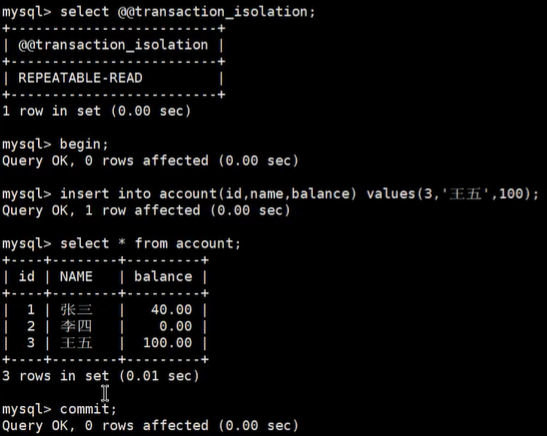 mysql> select @@transaction_isolation;
+-------------------------+
| @@transaction_isolation |
+-------------------------+
| REPEATABLE-READ         |
+-------------------------+
1 row in set (0.00 sec)
mysql> begin;
Query OK, 0 rows affected (0.00 sec)
mysql> insert into account(id,name,balance) values(3,'王五',100);
Query OK, 1 row affected (0.00 sec)
mysql> select * from account;
+----+--------+---------+
| id | NAME   | balance |
+----+--------+---------+
|  1 | 张三   |   40.00 |
|  2 | 李四   |    0.00 |
|  3 | 王五   |  100.00 |
+----+--------+---------+
3 rows in set (0.01 sec)
mysql> commit;
Query OK, 0 rows affected (0.00 sec)